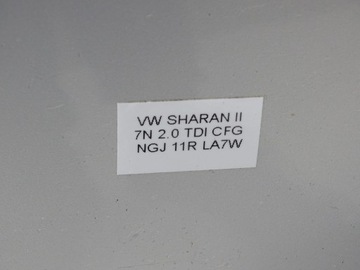 VW SHARAN II
7N 2.0 TDI CFG
NGJ 11R LA7W